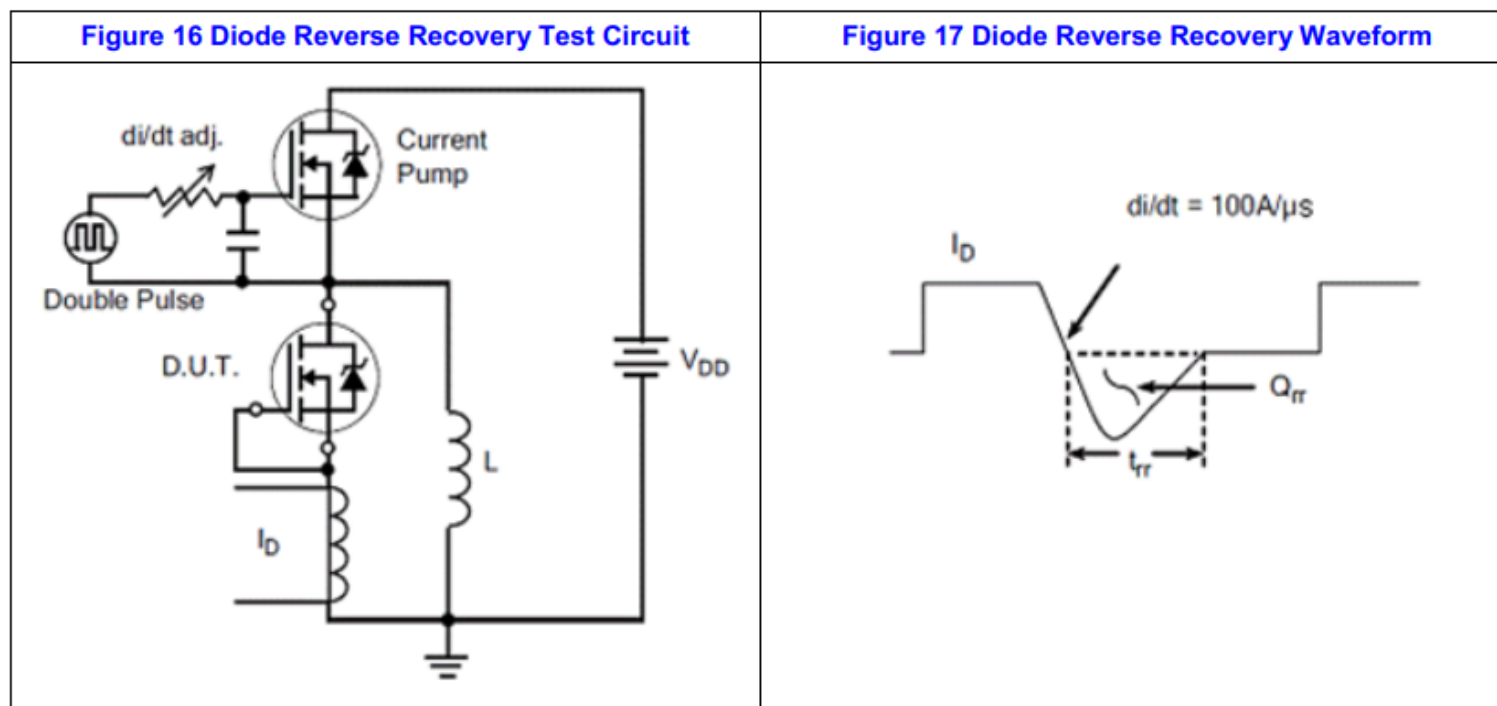 Figure 16 Diode Reverse Recovery Test Circuit
Figure 17 Diode Reverse Recovery Waveform
di/dt adj.
Current
Pump
Double Pulse
D.U.T.
VDD
L
ID
di/dt = 100A/µs
ID
Qrr
trr